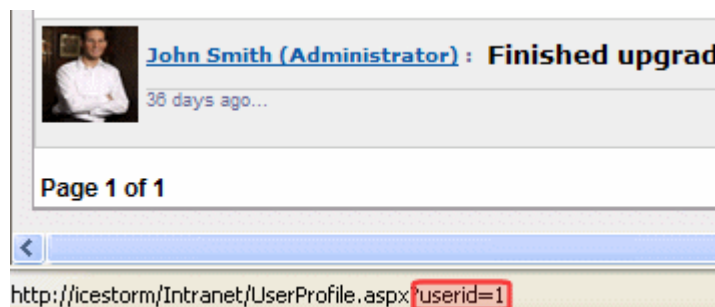 John Smith (Administrator) : Finished upgrad
36 days ago...
Page 1 of 1
http://icestorm/Intranet/UserProfile.aspx?userid=1